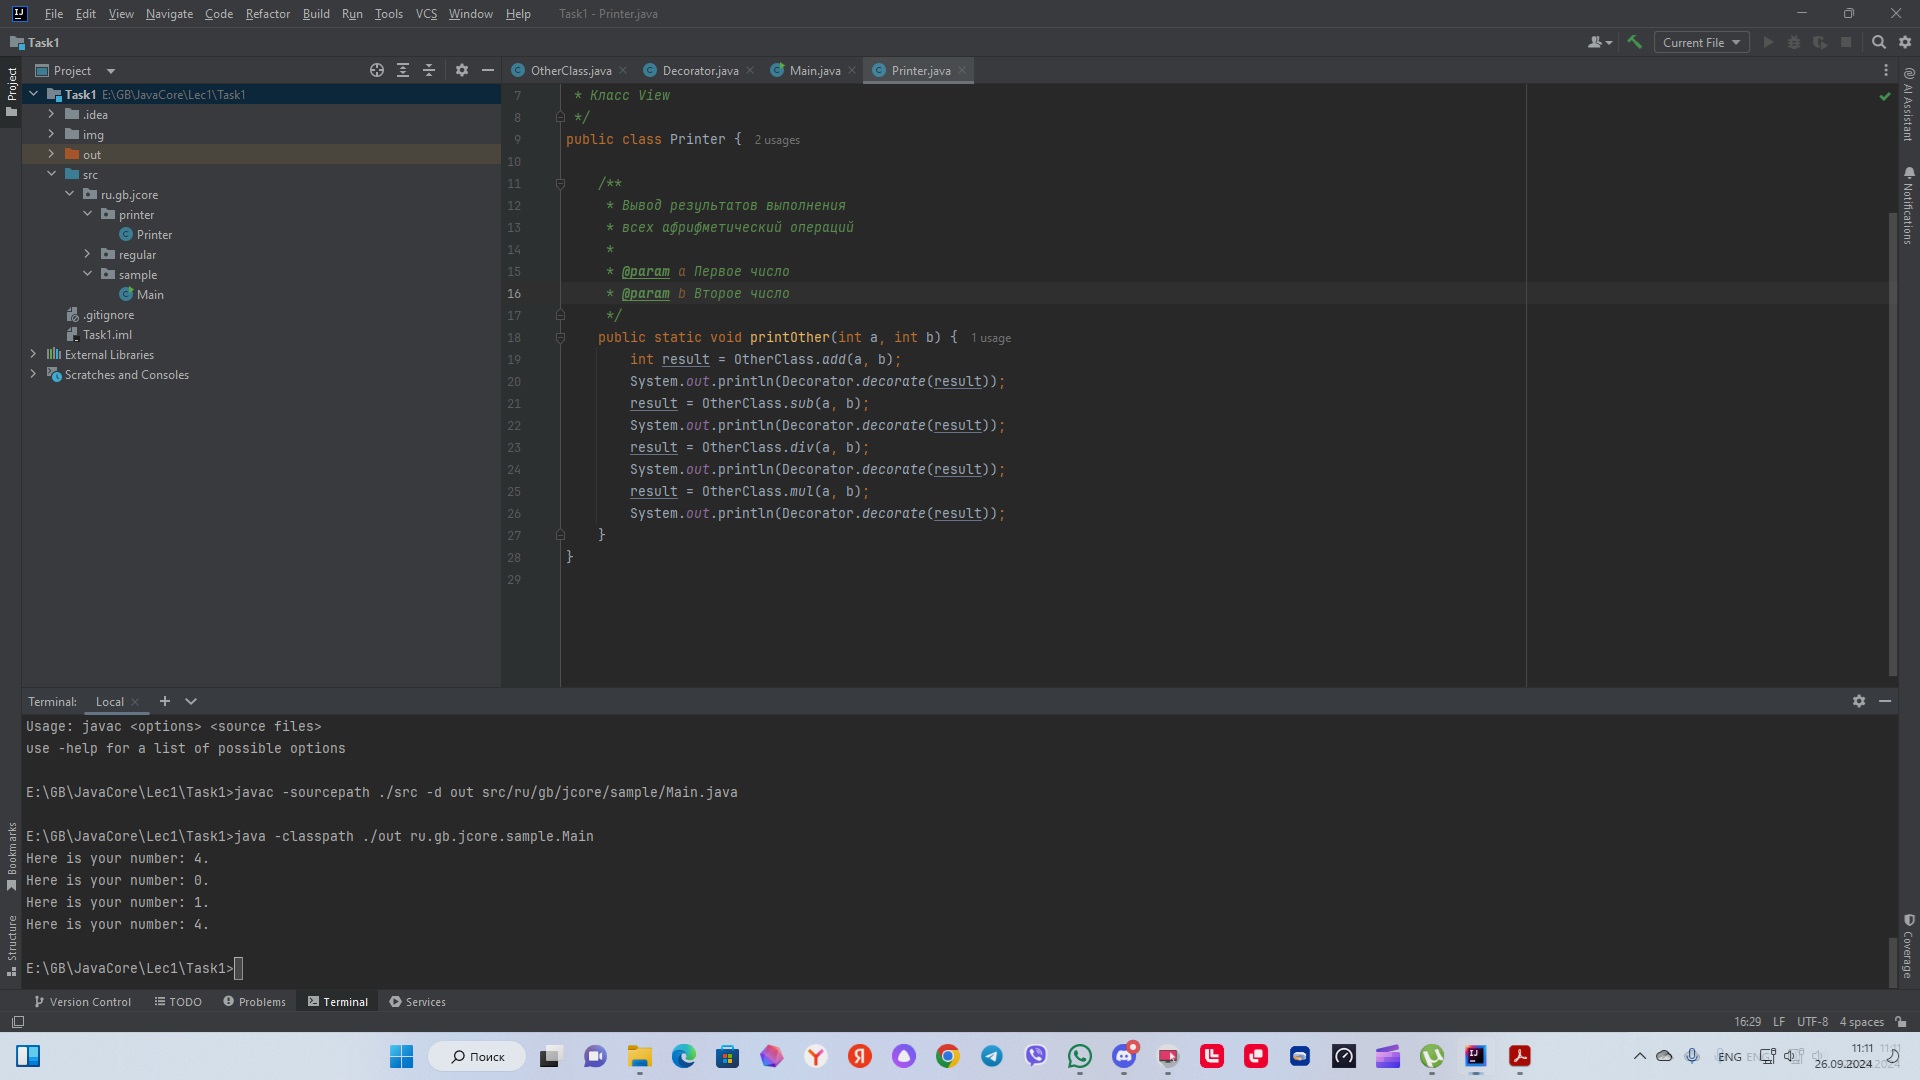 File Edit View Navigate Code Refactor Build Run Tools VCS Window Help Task1 - Printer.java
Task1
Current File
Project
OtherClass.java Decorator.java Main.java Printer.java
Project
Task1 E:\GB\JavaCore\Lec1\Task1
.idea
img
out
src
ru.gb.jcore
printer
Printer
regular
sample
Main
.gitignore
Task1.iml
External Libraries
Scratches and Consoles
7 * Класс View
8 */
9 public class Printer { 2 usages
10
11 /**
12 * Вывод результатов выполнения
13 * всех африфметический операций
14 *
15 * @param a Первое число
16 * @param b Второе число
17 */
18 public static void printOther(int a, int b) { 1 usage
19 int result = OtherClass.add(a, b);
20 System.out.println(Decorator.decorate(result));
21 result = OtherClass.sub(a, b);
22 System.out.println(Decorator.decorate(result));
23 result = OtherClass.div(a, b);
24 System.out.println(Decorator.decorate(result));
25 result = OtherClass.mul(a, b);
26 System.out.println(Decorator.decorate(result));
27 }
28 }
29
AI Assistant
Notifications
Terminal: Local
Usage: javac <options> <source files>
use -help for a list of possible options
E:\GB\JavaCore\Lec1\Task1>javac -sourcepath ./src -d out src/ru/gb/jcore/sample/Main.java
E:\GB\JavaCore\Lec1\Task1>java -classpath ./out ru.gb.jcore.sample.Main
Here is your number: 4.
Here is your number: 0.
Here is your number: 1.
Here is your number: 4.
E:\GB\JavaCore\Lec1\Task1>
Bookmarks
Structure
Coverage
Version Control TODO Problems Terminal Services
16:29 LF UTF-8 4 spaces
Поиск
ENG
11:11
26.09.2024